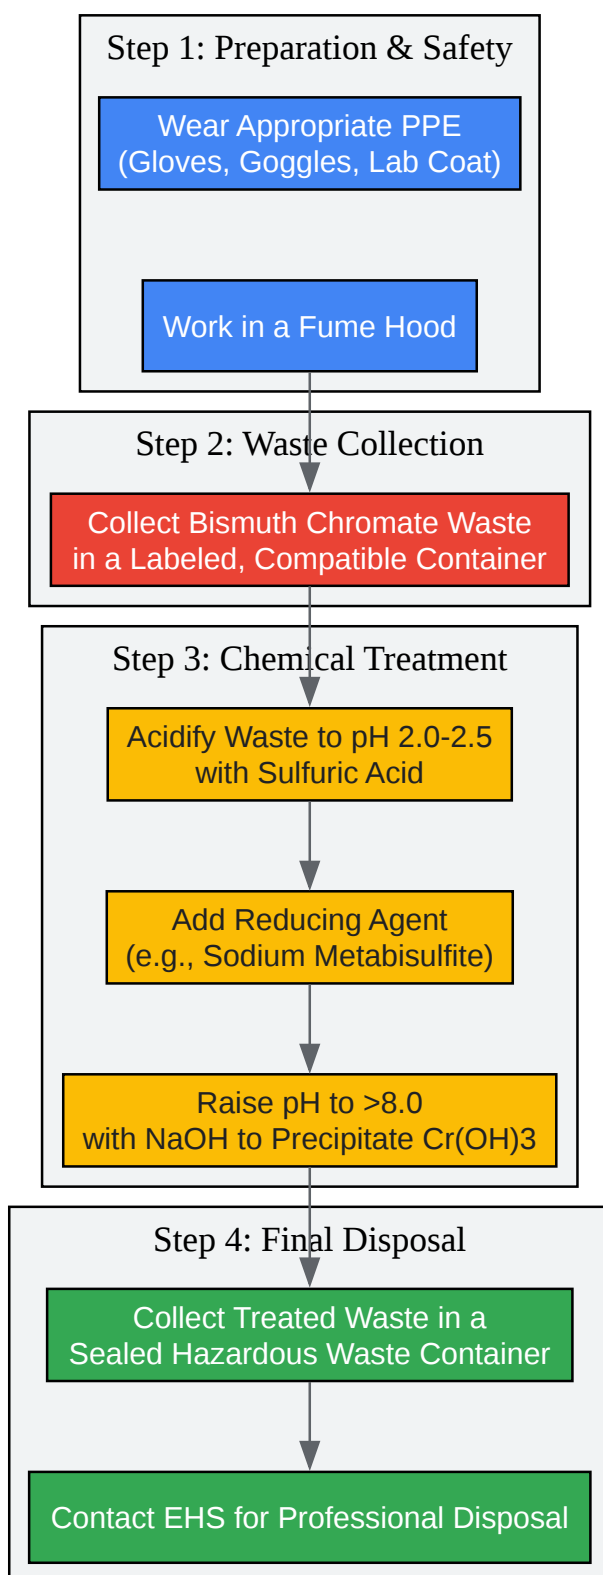 Step 1: Preparation & Safety
Wear Appropriate PPE
(Gloves, Goggles, Lab Coat)
Work in a Fume Hood
Step 2: Waste Collection
Collect Bismuth Chromate Waste
in a Labeled, Compatible Container
Step 3: Chemical Treatment
Acidify Waste to pH 2.0-2.5
with Sulfuric Acid
Add Reducing Agent
(e.g., Sodium Metabisulfite)
Raise pH to >8.0
with NaOH to Precipitate Cr(OH)3
Step 4: Final Disposal
Collect Treated Waste in a
Sealed Hazardous Waste Container
Contact EHS for Professional Disposal